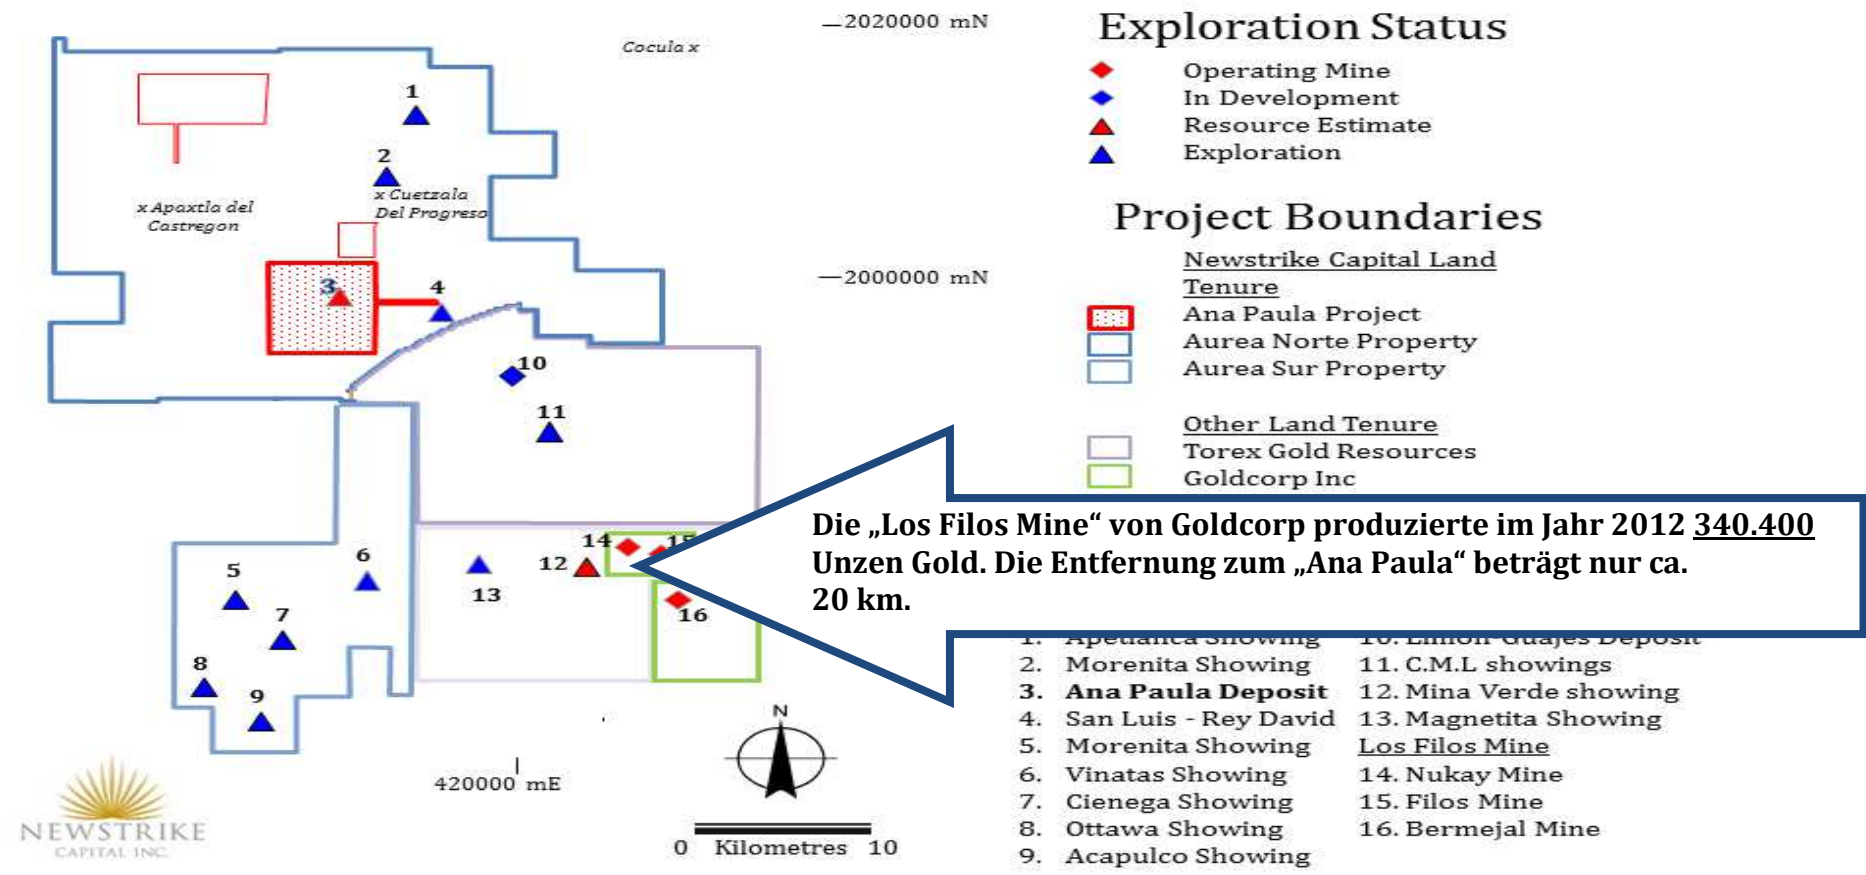 —2020000 mN
Cocula x
1
2
x Cuetzala
Del Progreso
x Apaxtla del
Castregon
—2000000 mN
3
4
10
11
14
15
12
13
16
5
6
7
8
9
N
420000 mE
0 Kilometres 10
NEWSTRIKE
CAPITAL INC.
Exploration Status
Operating Mine
In Development
Resource Estimate
Exploration
Project Boundaries
Newstrike Capital Land
Tenure
Ana Paula Project
Aurea Norte Property
Aurea Sur Property
Other Land Tenure
Torex Gold Resources
Goldcorp Inc
Die „Los Filos Mine“ von Goldcorp produzierte im Jahr 2012 340.400
Unzen Gold. Die Entfernung zum „Ana Paula“ beträgt nur ca.
20 km.
1. Showing
2. Morenita Showing
3. Ana Paula Deposit
4. San Luis - Rey David
5. Morenita Showing
6. Vinatas Showing
7. Cienega Showing
8. Ottawa Showing
9. Acapulco Showing
10. Limon-Guajes Deposit
11. C.M.L showings
12. Mina Verde showing
13. Magnetita Showing
Los Filos Mine
14. Nukay Mine
15. Filos Mine
16. Bermejal Mine